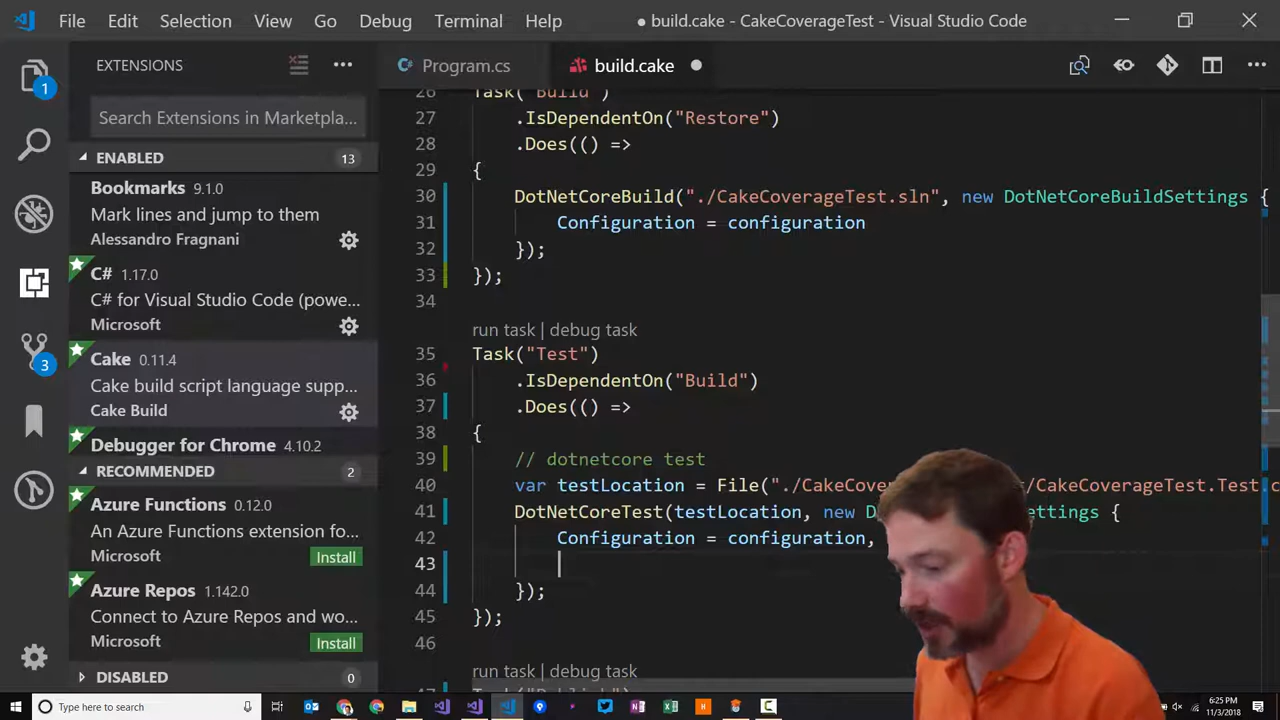 File Edit Selection View Go Debug Terminal Help ● build.cake - CakeCoverageTest - Visual Studio Code
EXTENSIONS
Program.cs
build.cake
Search Extensions in Marketpla...
ENABLED 13
Bookmarks 9.1.0
Mark lines and jump to them
Alessandro Fragnani
C# 1.17.0
C# for Visual Studio Code (powe...
Microsoft
Cake 0.11.4
Cake build script language supp...
Cake Build
Debugger for Chrome 4.10.2
RECOMMENDED 2
Azure Functions 0.12.0
An Azure Functions extension fo...
Microsoft Install
Azure Repos 1.142.0
Connect to Azure Repos and wo...
Microsoft Install
DISABLED 0
1
3
26 Task("Build")
27 .IsDependentOn("Restore")
28 .Does(() =>
29 {
30 DotNetCoreBuild("./CakeCoverageTest.sln", new DotNetCoreBuildSettings {
31 Configuration = configuration
32 });
33 });
34
run task | debug task
35 Task("Test")
36 .IsDependentOn("Build")
37 .Does(() =>
38 {
39 // dotnetcore test
40 var testLocation = File("./CakeCove /CakeCoverageTest.Test.c
41 DotNetCoreTest(testLocation, new D ettings {
42 Configuration = configuration,
43
44 });
45 });
46
run task | debug task
47
Type here to search
6:25 PM
11/3/2018